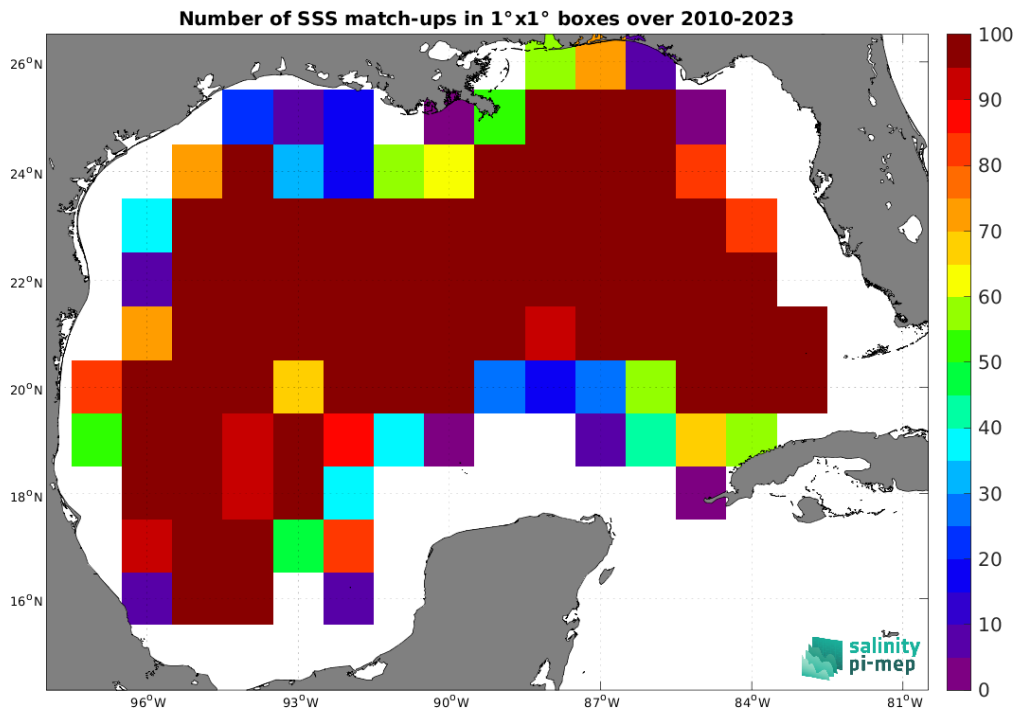 Number of SSS match-ups in 1°x1° boxes over 2010-2023
26°N
24°N
22°N
20°N
18°N
16°N
96°W
93°W
90°W
87°W
84°W
81°W
100
90
80
70
60
50
40
30
20
10
0
salinity
pi-mep